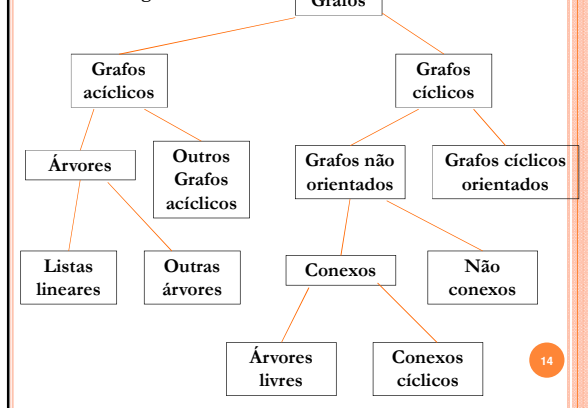 Grafos
Grafos
acíclicos
Grafos
cíclicos
Árvores
Outros
Grafos
acíclicos
Grafos não
orientados
Grafos cíclicos
orientados
Listas
lineares
Outras
árvores
Conexos
Não
conexos
Árvores
livres
Conexos
cíclicos
14